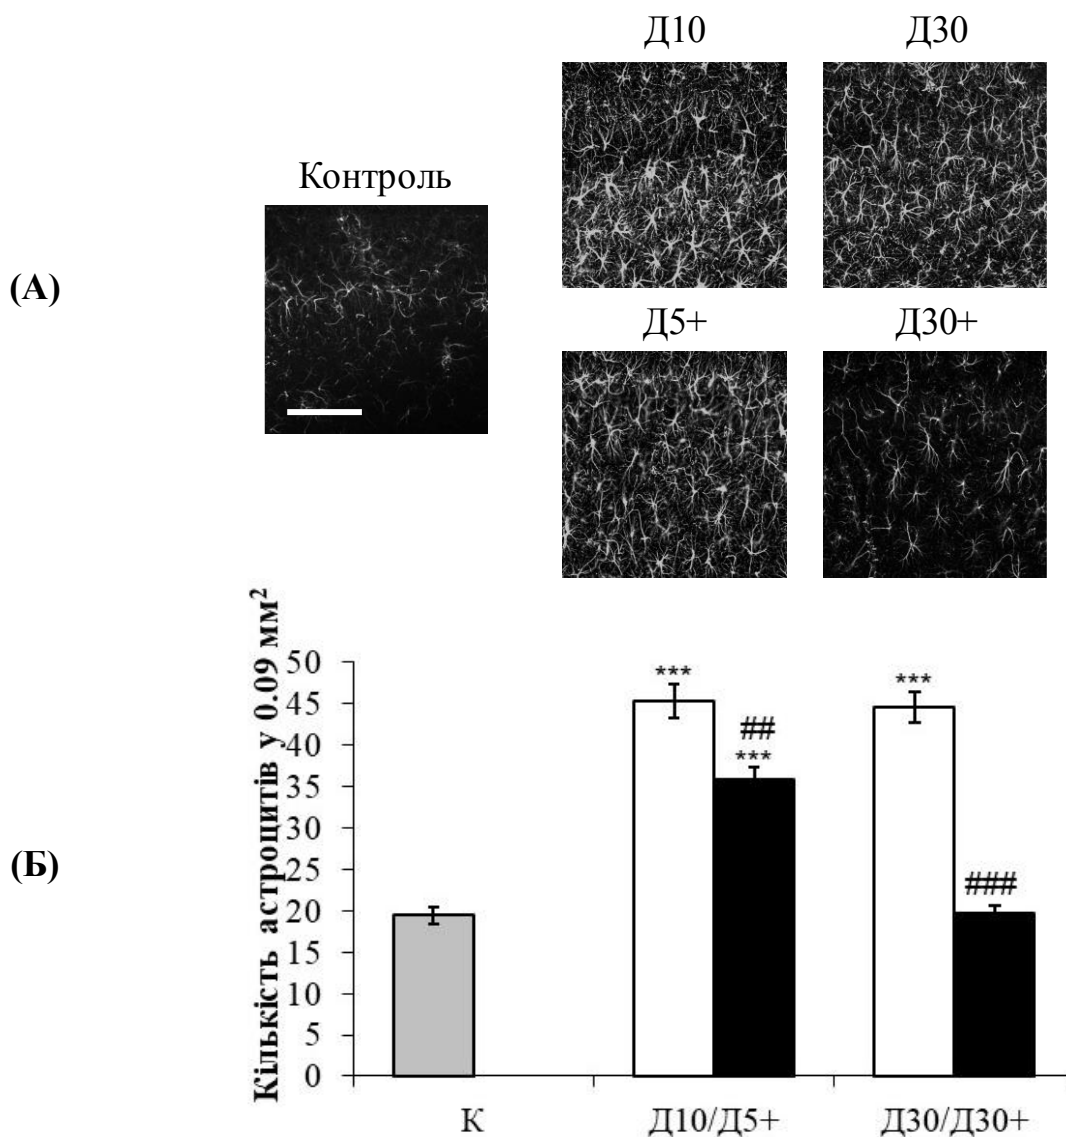 Д10 Д30
Контроль
(А)
Д5+ Д30+
Кількість астроцитів у 0.09 мм²
50
45
40
35
30
25
20
15
10
5
0
***
##
***
***
###
(Б)
К Д10/Д5+ Д30/Д30+